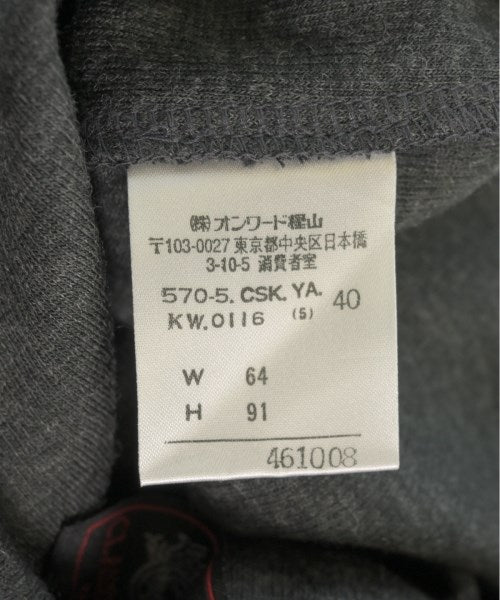 ㈱オンワード樫山
〒103-0027 東京都中央区日本橋
3-10-5 消費者室
570-5. CSK. YA. 40
KW.0116 (5)
W 64
H 91
461008